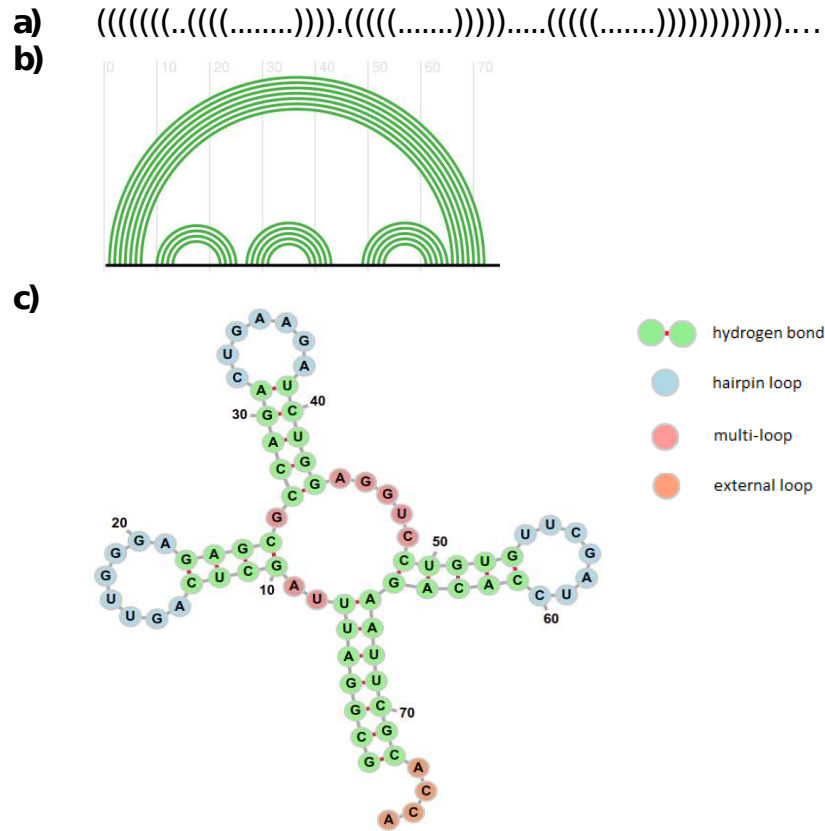 a) (((((((..((((........)))).(((((.......))))).....(((((.......))))))))))))....
b)
0 10 20 30 40 50 60 70
c)
G C G G A U U U A G C U C A G U U G G G A G A G C G C C A G A C U G A A G A U C U G G A G G U C C U G U G U U C G A U C C A C A G A A U U C G C A C C A
10
20
30
40
50
60
70
hydrogen bond
hairpin loop
multi-loop
external loop